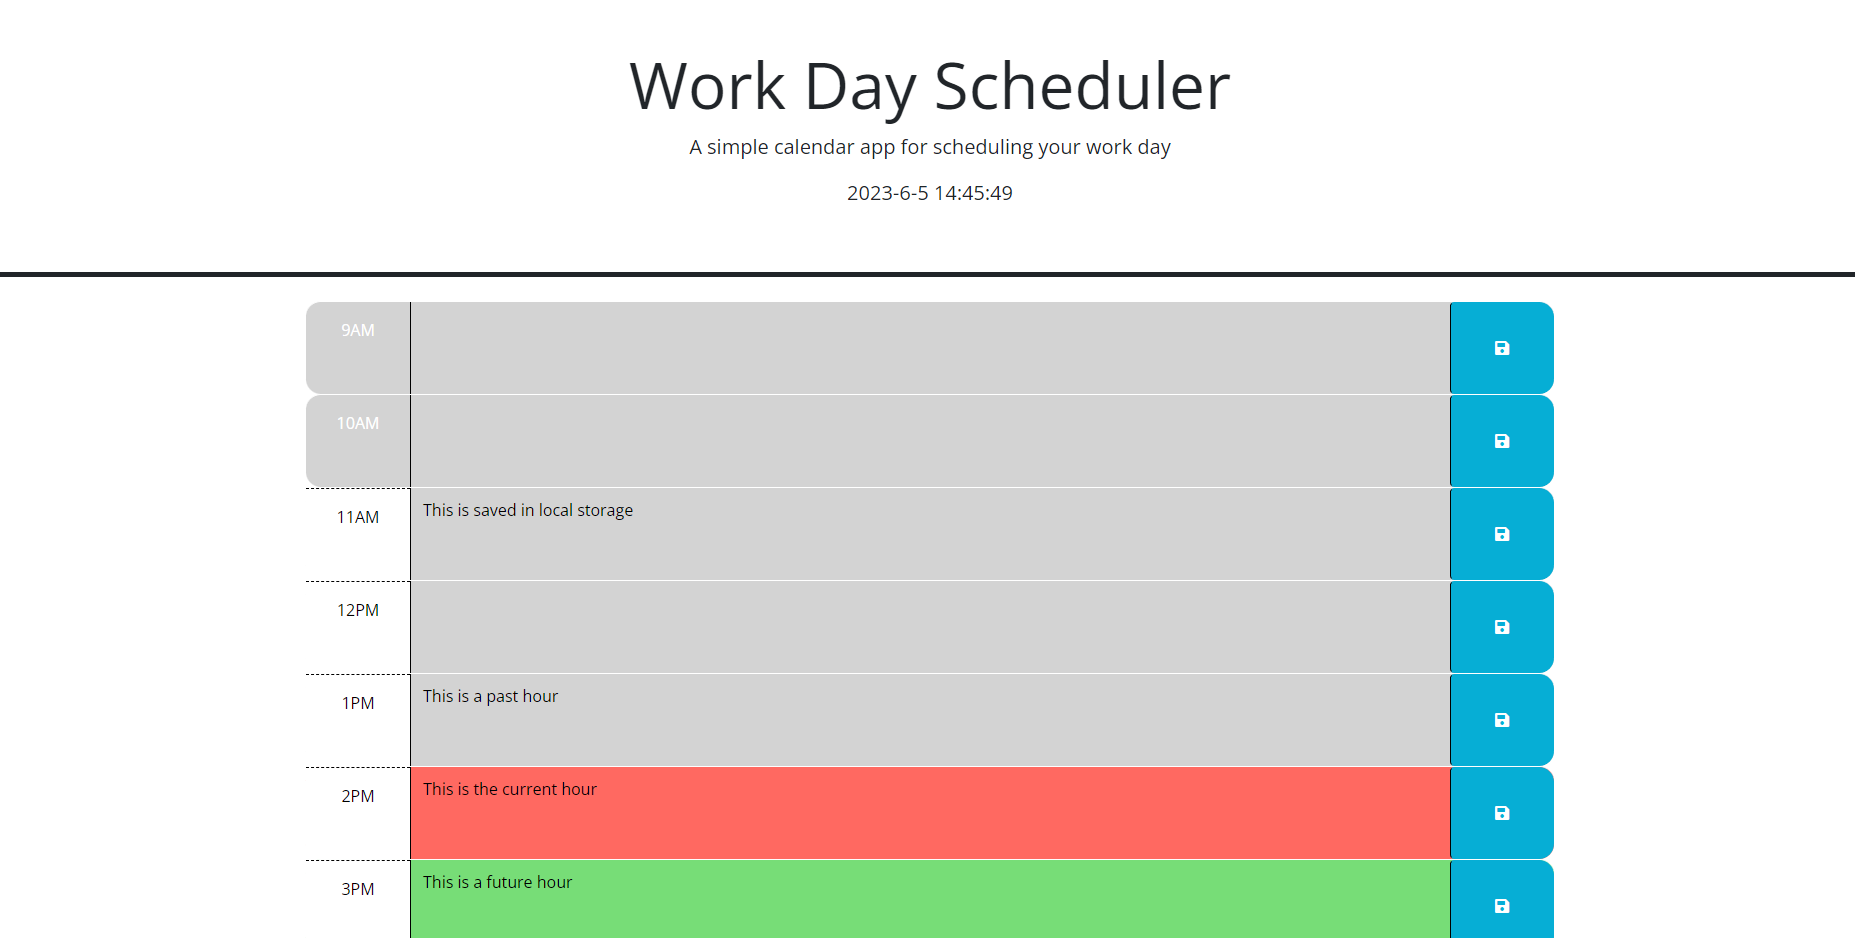 Work Day Scheduler
A simple calendar app for scheduling your work day
2023-6-5 14:45:49
9AM
10AM
11AM This is saved in local storage
12PM
1PM This is a past hour
2PM This is the current hour
3PM This is a future hour